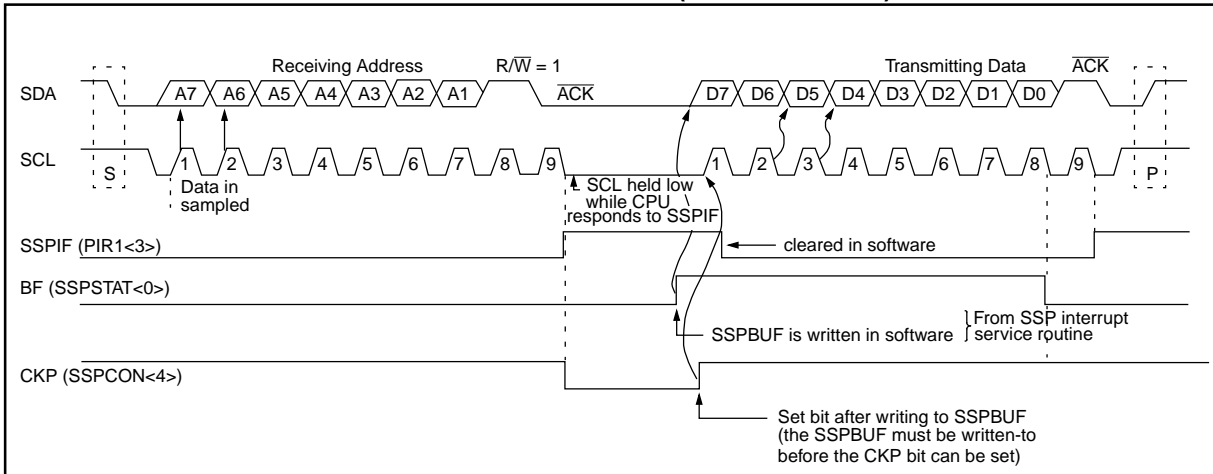 Receiving Address R/W = 1 Transmitting Data ACK
SDA A7 A6 A5 A4 A3 A2 A1 ACK D7 D6 D5 D4 D3 D2 D1 D0
SCL S 1 2 3 4 5 6 7 8 9 1 2 3 4 5 6 7 8 9 P
Data in
sampled
SCL held low
while CPU
responds to SSPIF
SSPIF (PIR1<3>)
cleared in software
BF (SSPSTAT<0>)
SSPBUF is written in software
From SSP interrupt
service routine
CKP (SSPCON<4>)
Set bit after writing to SSPBUF
(the SSPBUF must be written-to
before the CKP bit can be set)